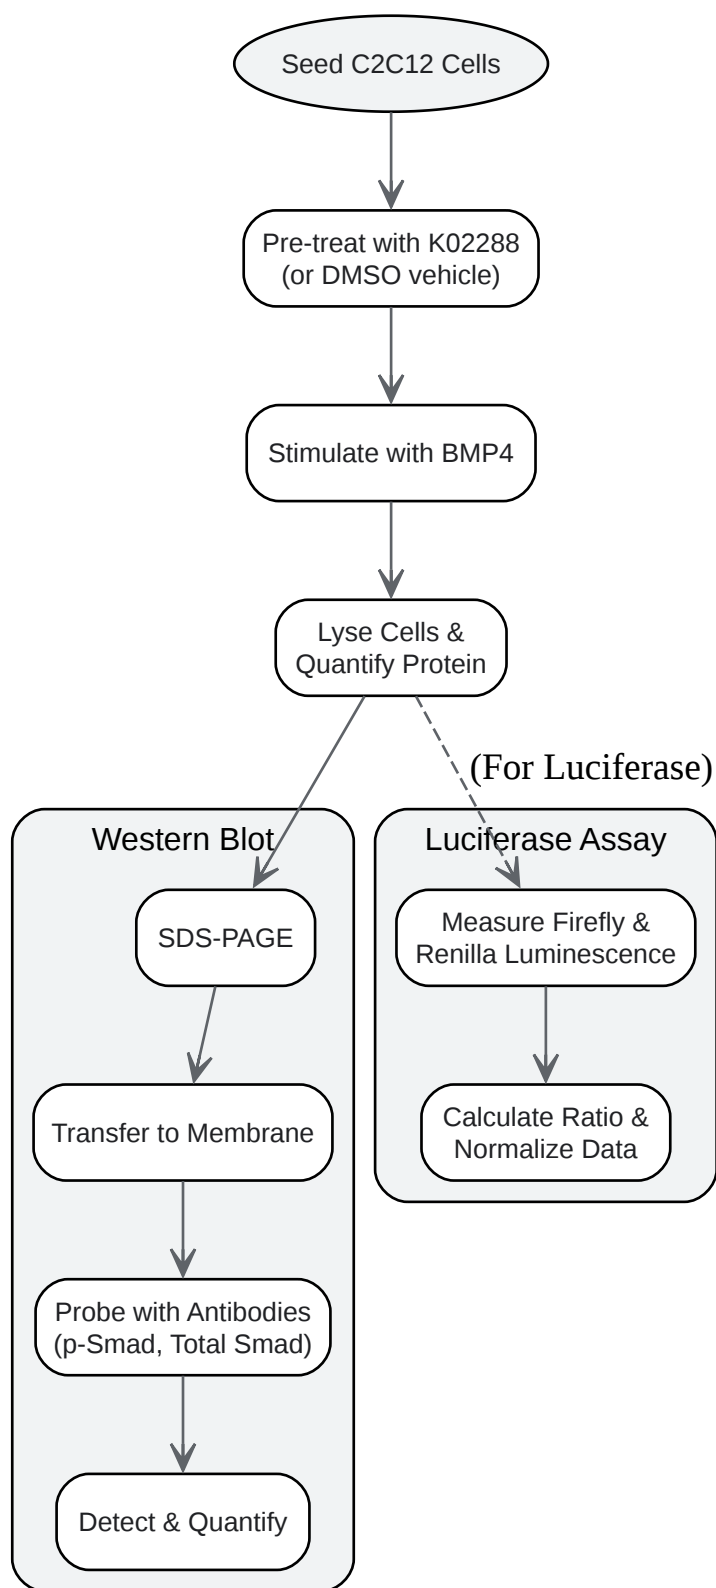 Seed C2C12 Cells
Pre-treat with K02288
(or DMSO vehicle)
Stimulate with BMP4
Lyse Cells &
Quantify Protein
(For Luciferase)
Western Blot
SDS-PAGE
Transfer to Membrane
Probe with Antibodies
(p-Smad, Total Smad)
Detect & Quantify
Luciferase Assay
Measure Firefly &
Renilla Luminescence
Calculate Ratio &
Normalize Data